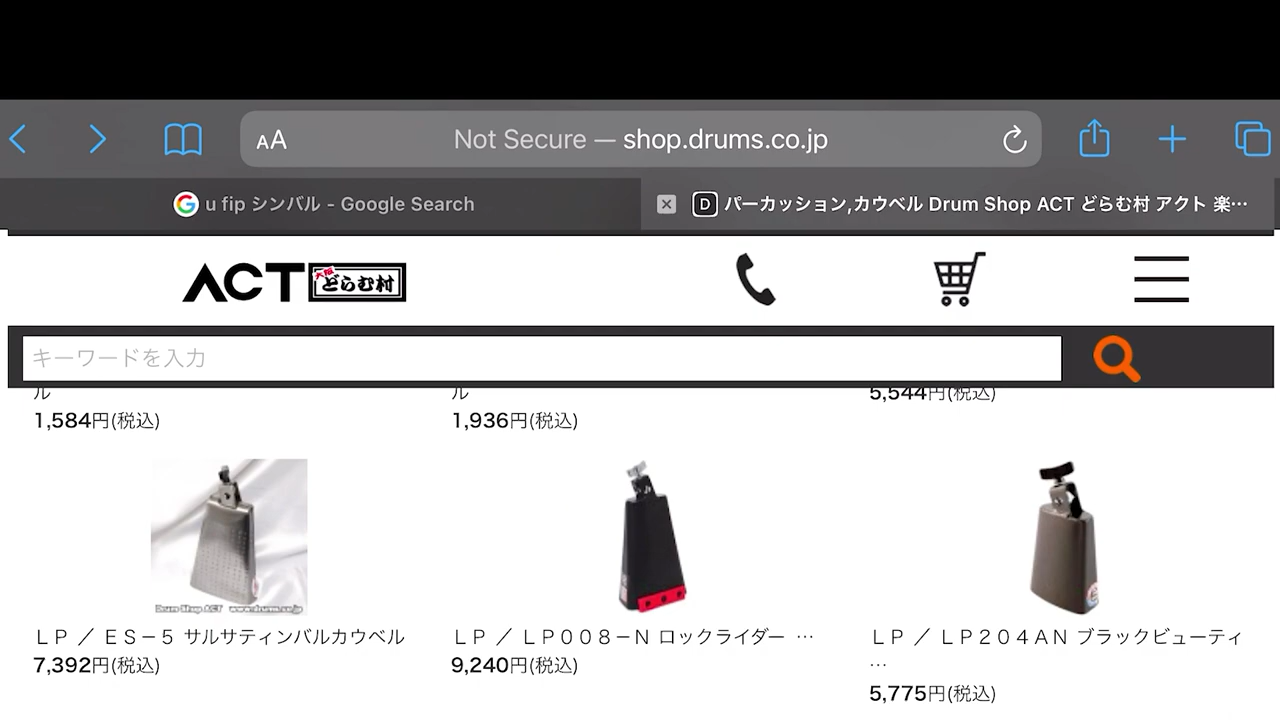 AA Not Secure — shop.drums.co.jp
u fip シンバル - Google Search
D パーカッション,カウベル Drum Shop ACT どらむ村 アクト 楽…
ACT 大阪 どらむ村
キーワードを入力
ル
1,584円(税込)
ル
1,936円(税込)
5,544円(税込)
Drum Shop ACT www.drums.co.jp
ＬＰ ／ ＥＳ－５ サルサティンバルカウベル
7,392円(税込)
ＬＰ ／ ＬＰ００８－Ｎ ロックライダー …
9,240円(税込)
ＬＰ ／ ＬＰ２０４ＡＮ ブラックビューティ
…
5,775円(税込)